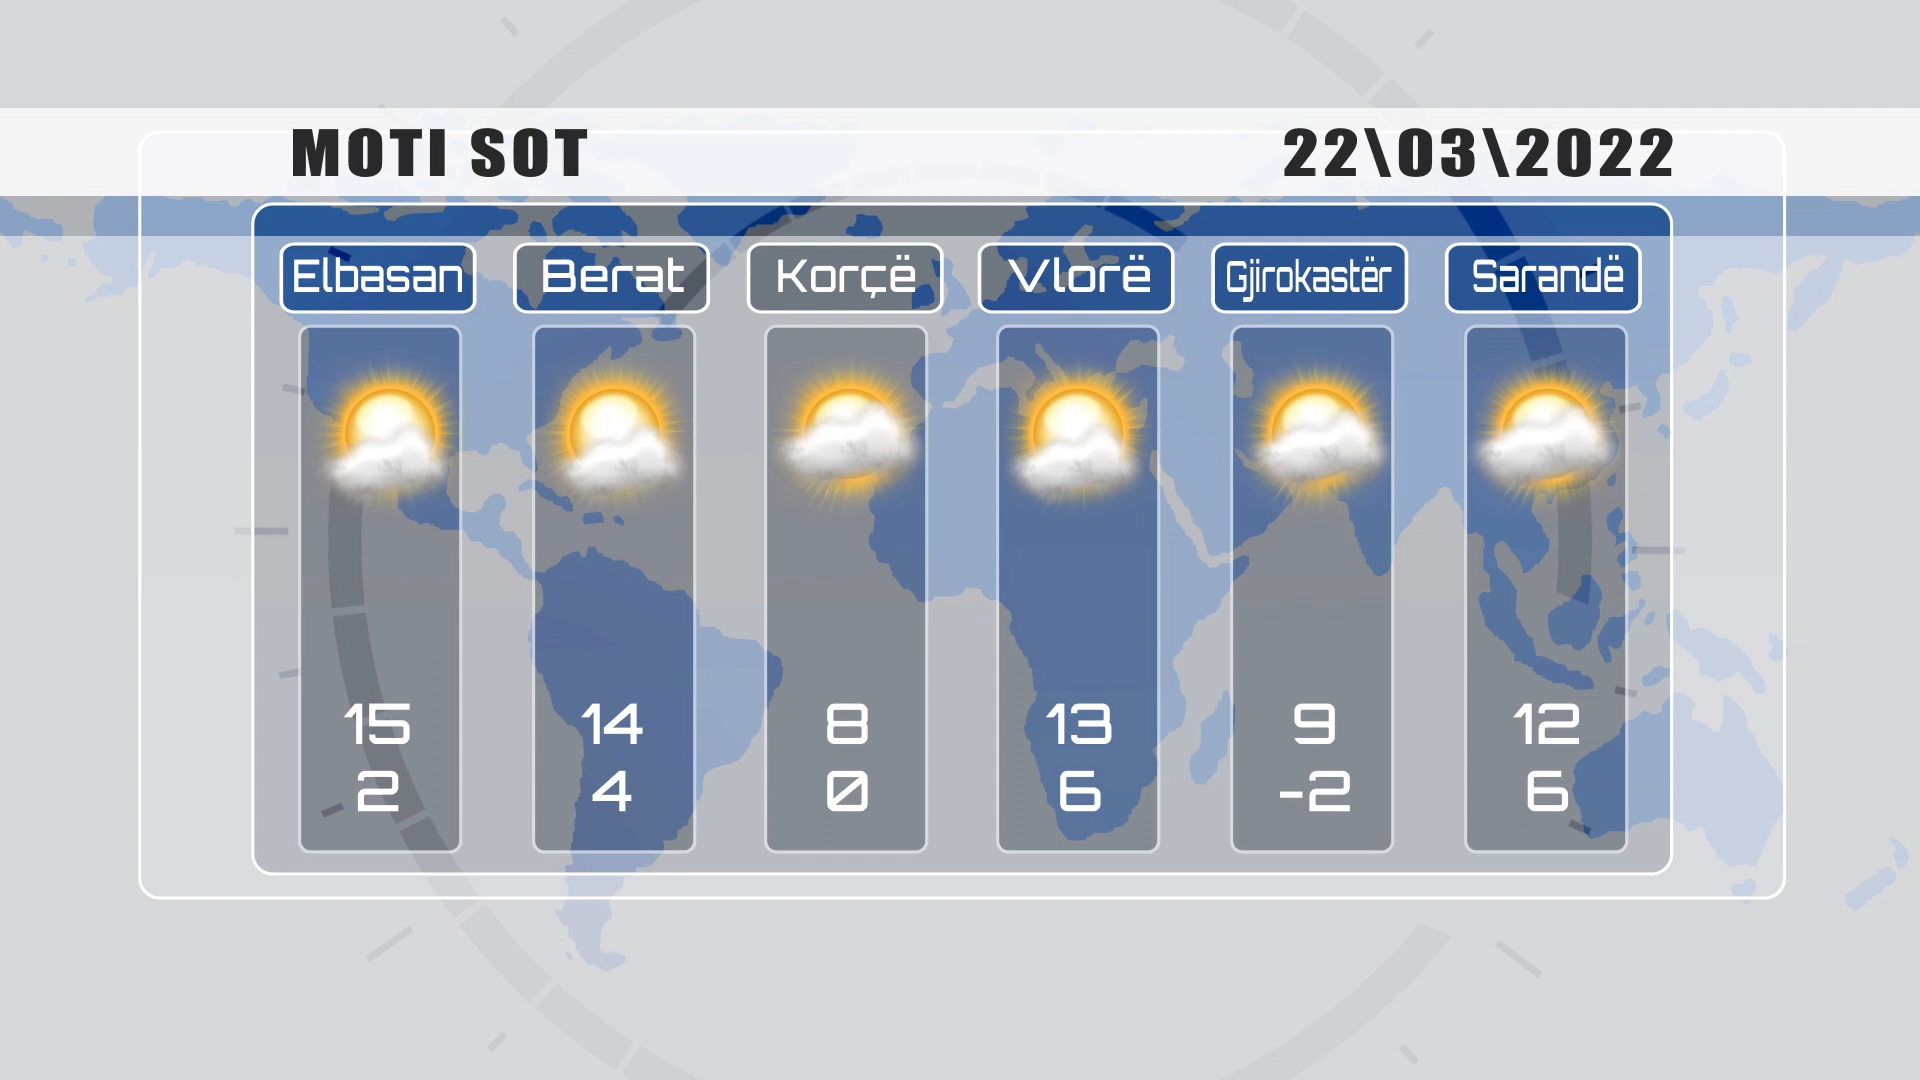 MOTI SOT 22\03\2022
Elbasan Berat Korçë Vlorë Gjirokastër Sarandë
15 14 8 13 9 12
2 4 0 6 -2 6